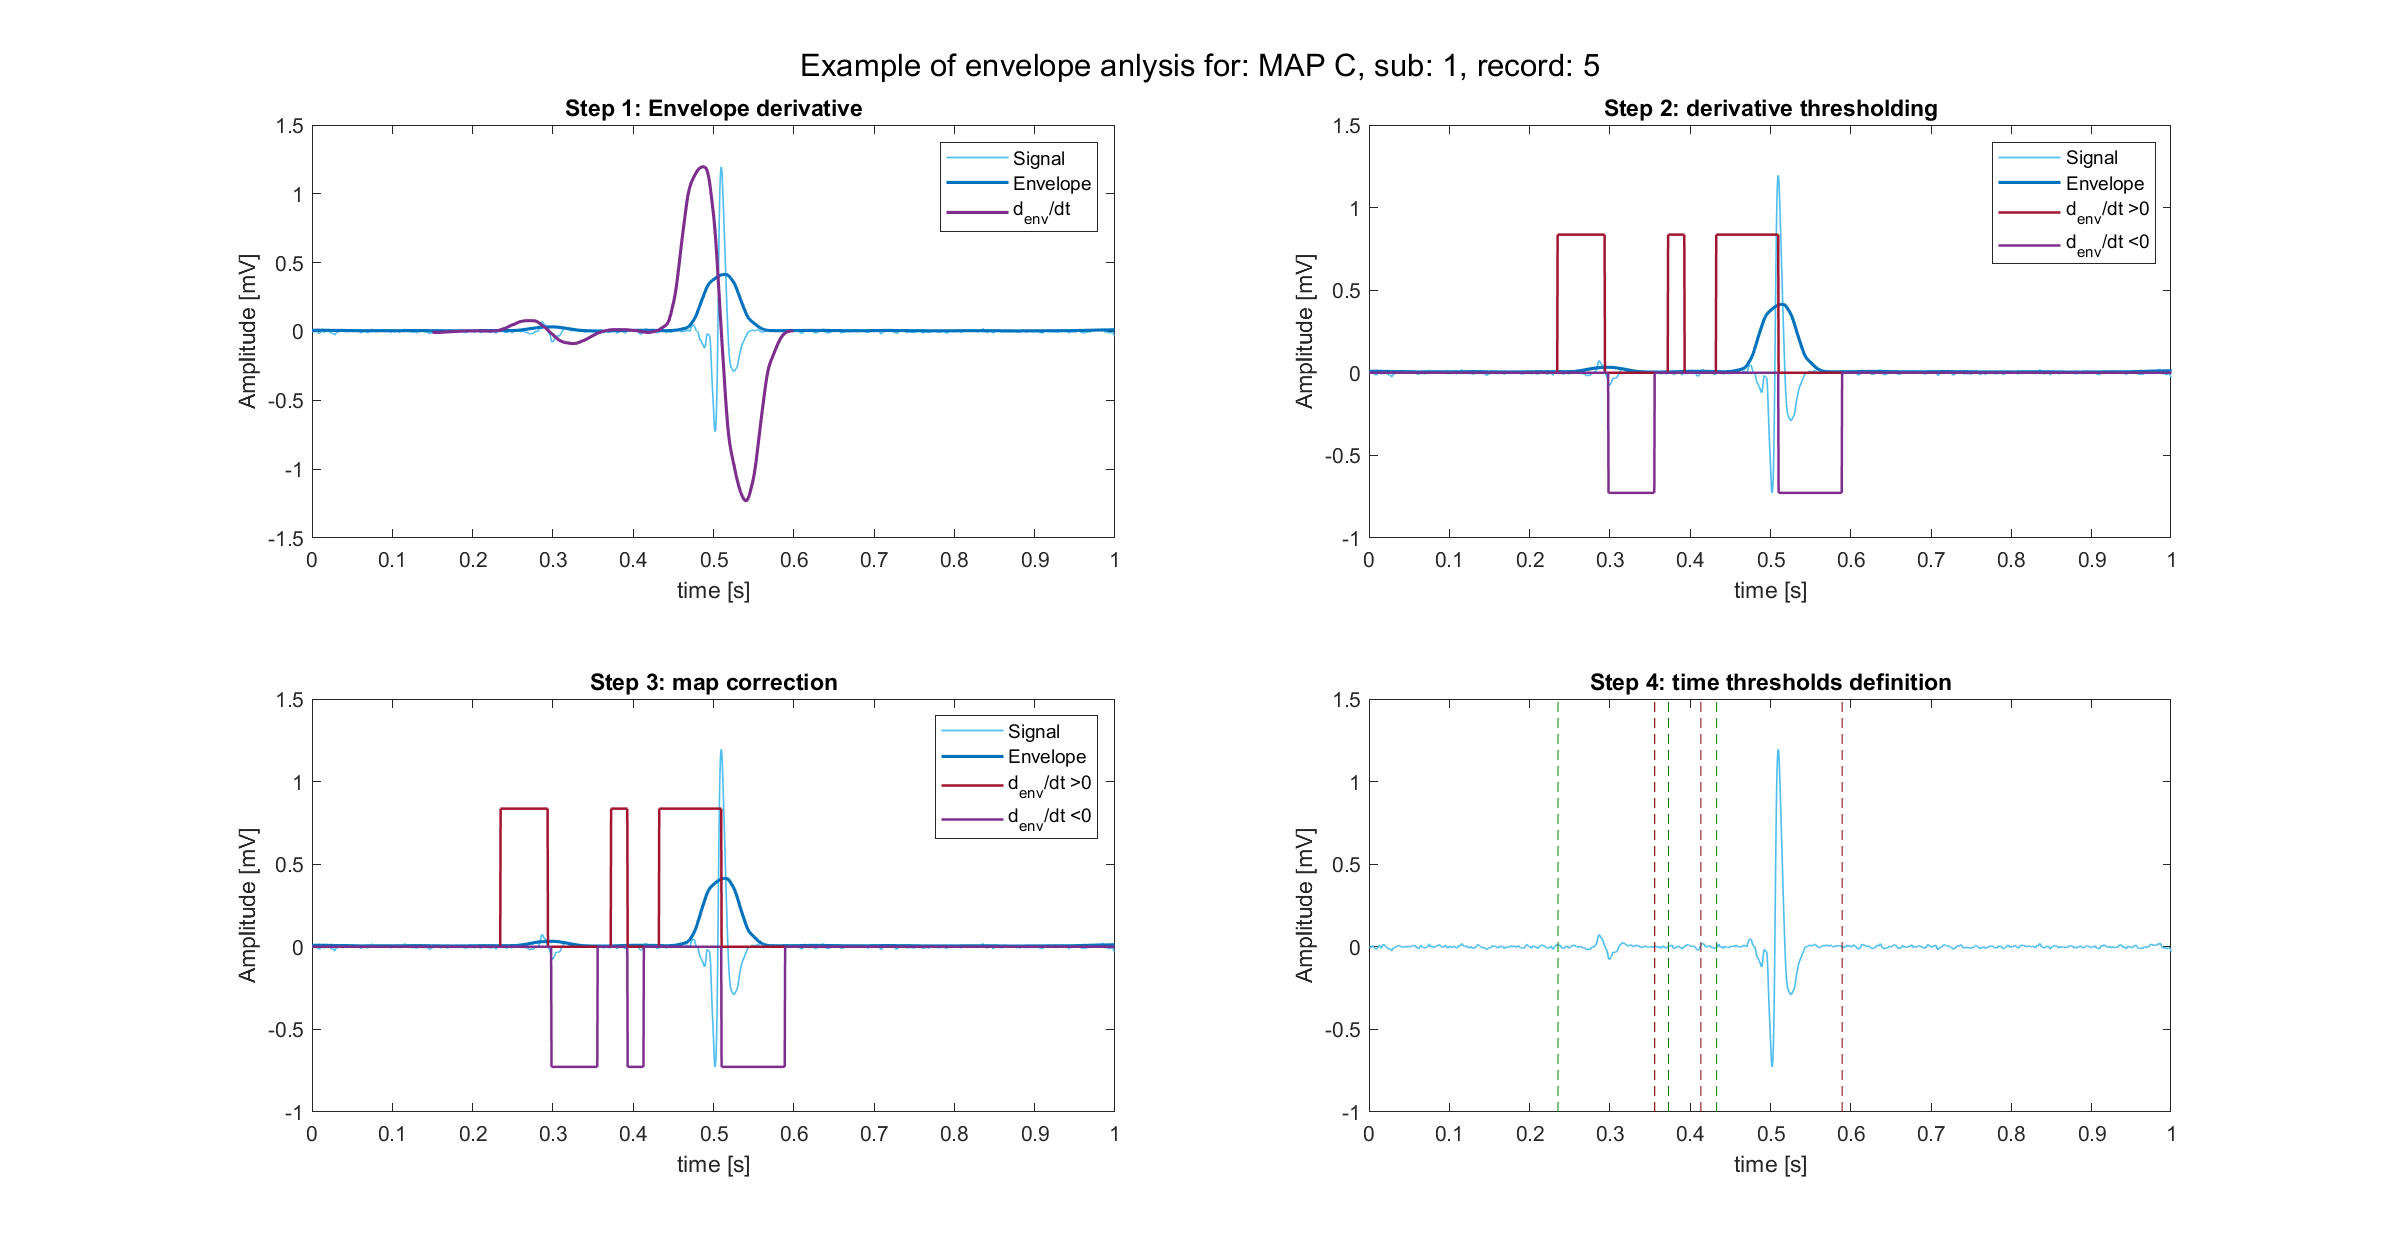 Example of envelope anlysis for: MAP C, sub: 1, record: 5
Step 1: Envelope derivative
Amplitude [mV]
1.5
1
0.5
0
-0.5
-1
-1.5
0 0.1 0.2 0.3 0.4 0.5 0.6 0.7 0.8 0.9 1
time [s]
Signal
Envelope
d_env/dt
Step 2: derivative thresholding
Amplitude [mV]
1.5
1
0.5
0
-0.5
-1
0 0.1 0.2 0.3 0.4 0.5 0.6 0.7 0.8 0.9 1
time [s]
Signal
Envelope
d_env/dt >0
d_env/dt <0
Step 3: map correction
Amplitude [mV]
1.5
1
0.5
0
-0.5
-1
0 0.1 0.2 0.3 0.4 0.5 0.6 0.7 0.8 0.9 1
time [s]
Signal
Envelope
d_env/dt >0
d_env/dt <0
Step 4: time thresholds definition
Amplitude [mV]
1.5
1
0.5
0
-0.5
-1
0 0.1 0.2 0.3 0.4 0.5 0.6 0.7 0.8 0.9 1
time [s]